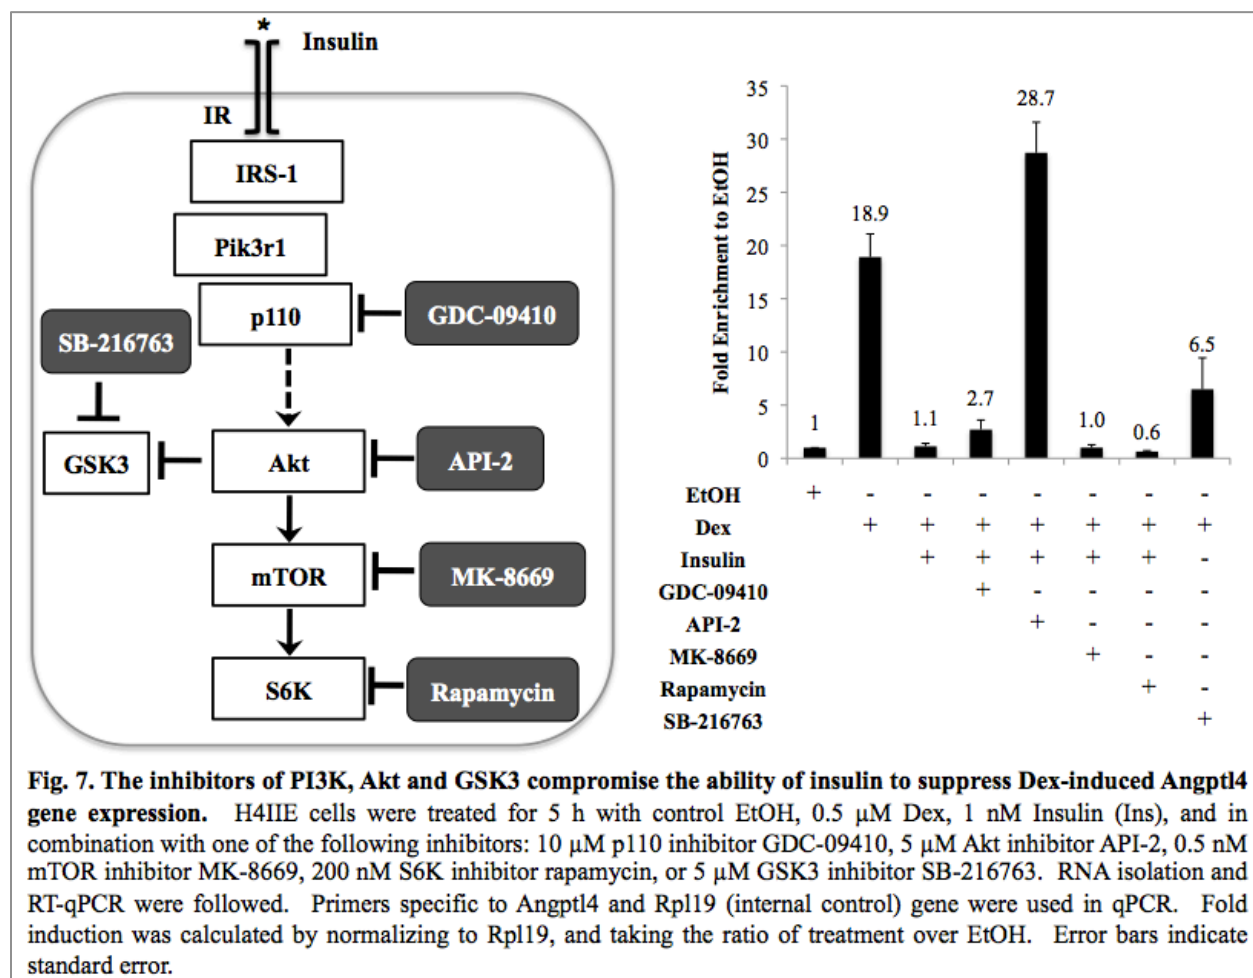 *
Insulin
IR
IRS-1
Pik3r1
p110
GDC-09410
SB-216763
GSK3
Akt
API-2
mTOR
MK-8669
S6K
Rapamycin
Fold Enrichment to EtOH
35
30
25
20
15
10
5
0
1
18.9
1.1
2.7
28.7
1.0
0.6
6.5
EtOH + - - - - - - -
Dex - + + + + + + +
Insulin - - + + + + + -
GDC-09410 + - - - -
API-2 - + - - -
MK-8669 - - + - -
Rapamycin - - - + -
SB-216763 - - - - +
Fig. 7. The inhibitors of PI3K, Akt and GSK3 compromise the ability of insulin to suppress Dex-induced Angptl4
gene expression. H4IIE cells were treated for 5 h with control EtOH, 0.5 µM Dex, 1 nM Insulin (Ins), and in
combination with one of the following inhibitors: 10 µM p110 inhibitor GDC-09410, 5 µM Akt inhibitor API-2, 0.5 nM
mTOR inhibitor MK-8669, 200 nM S6K inhibitor rapamycin, or 5 µM GSK3 inhibitor SB-216763. RNA isolation and
RT-qPCR were followed. Primers specific to Angptl4 and Rpl19 (internal control) gene were used in qPCR. Fold
induction was calculated by normalizing to Rpl19, and taking the ratio of treatment over EtOH. Error bars indicate
standard error.